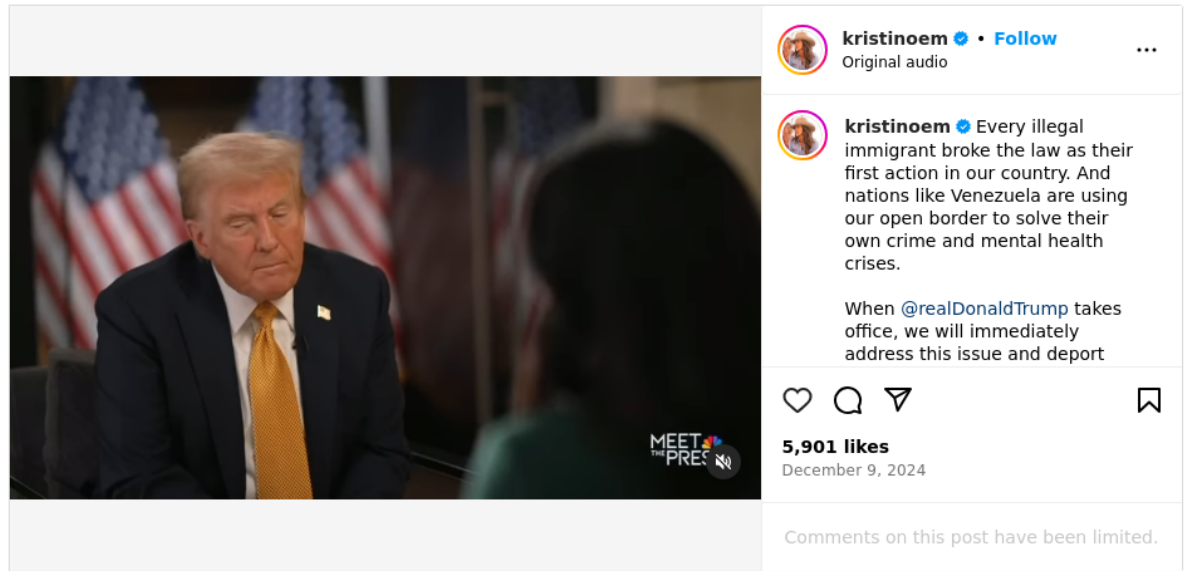 kristinoem • Follow
Original audio
kristinoem Every illegal
immigrant broke the law as their
first action in our country. And
nations like Venezuela are using
our open border to solve their
own crime and mental health
crises.
When @realDonaldTrump takes
office, we will immediately
address this issue and deport
MEET
THE PRES
5,901 likes
December 9, 2024
Comments on this post have been limited.